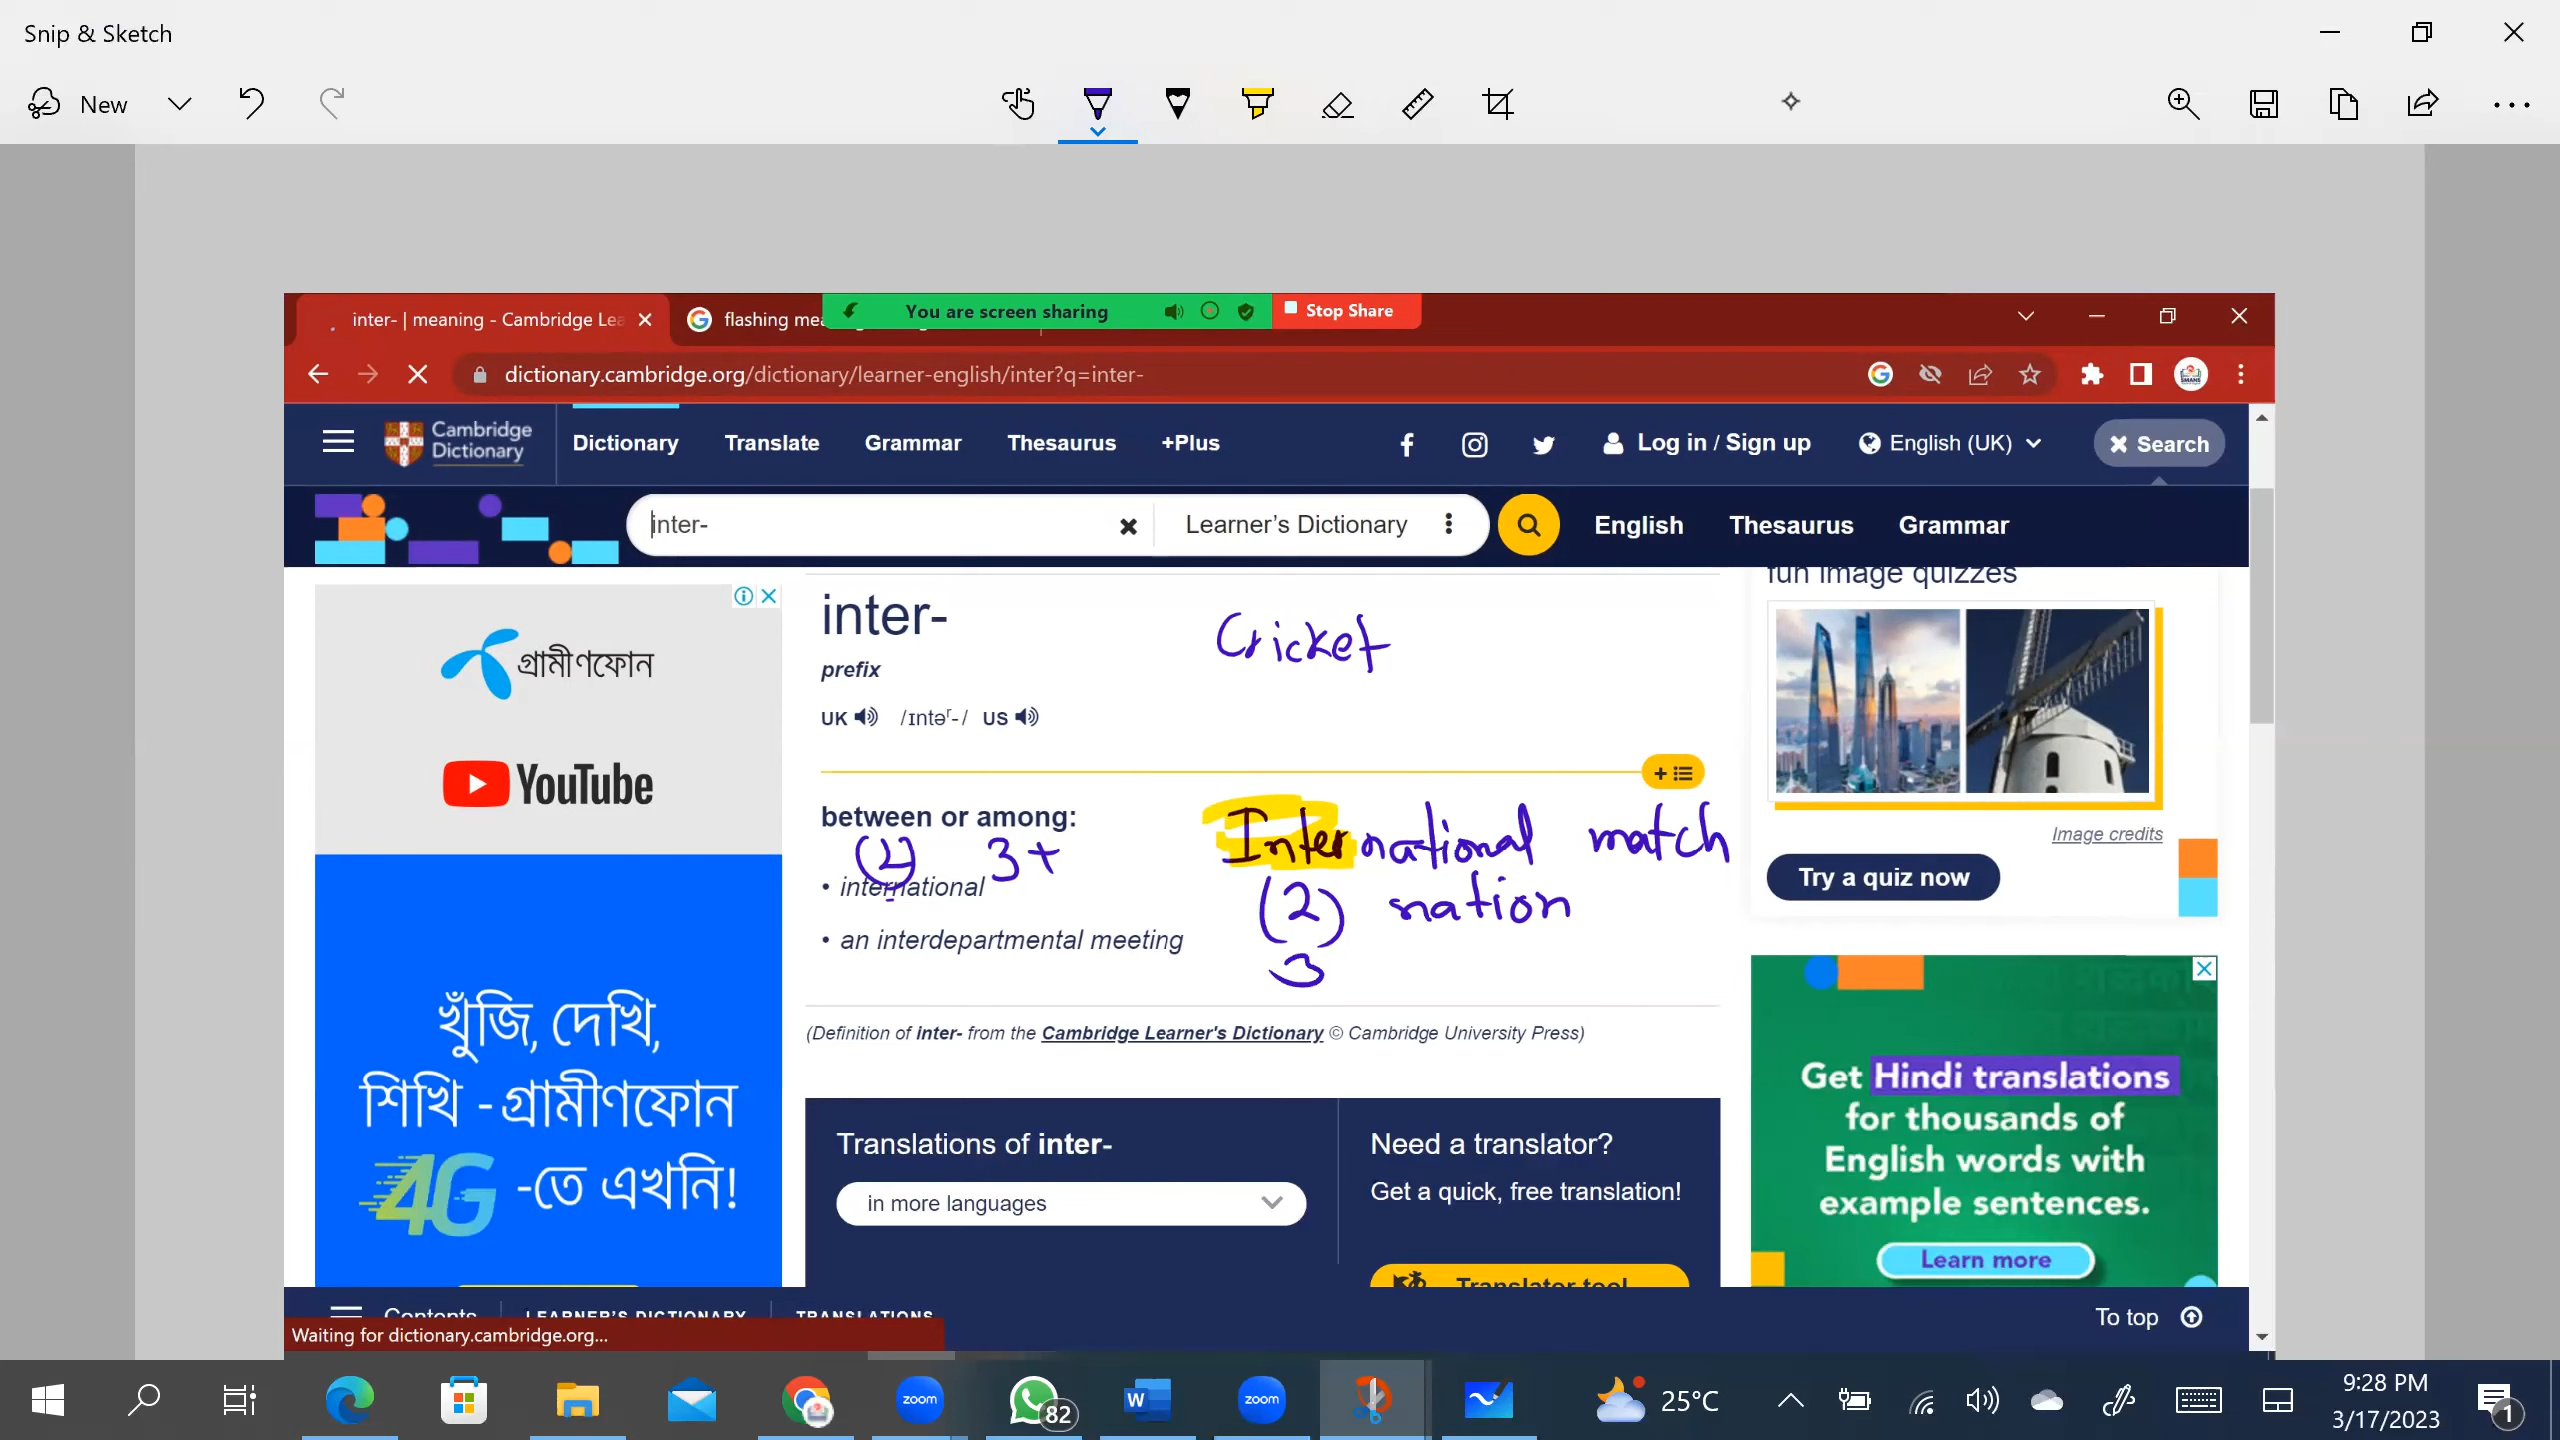 Snip & Sketch
New
inter- | meaning - Cambridge Lea
flashing mea
You are screen sharing
Stop Share
dictionary.cambridge.org/dictionary/learner-english/inter?q=inter-
Cambridge
Dictionary
Dictionary Translate Grammar Thesaurus +Plus
Log in / Sign up
English (UK)
Search
inter-
Learner's Dictionary
English Thesaurus Grammar
গ্রামীণফোন
YouTube
খুঁজি, দেখি,
শিখি - গ্রামীণফোন
4G -তে এখনি!
inter-
Cricket
prefix
UK /ɪntəʳ-/ US
between or among:
3+
International match
• international
(2) nation
• an interdepartmental meeting
3
(Definition of inter- from the Cambridge Learner's Dictionary © Cambridge University Press)
Translations of inter-
in more languages
Need a translator?
Get a quick, free translation!
Translator tool
fun image quizzes
Image credits
Try a quiz now
Get Hindi translations
for thousands of
English words with
example sentences.
Learn more
Contents LEARNER'S DICTIONARY TRANSLATIONS
To top
Waiting for dictionary.cambridge.org...
zoom
82
W
zoom
25°C
9:28 PM
3/17/2023
1